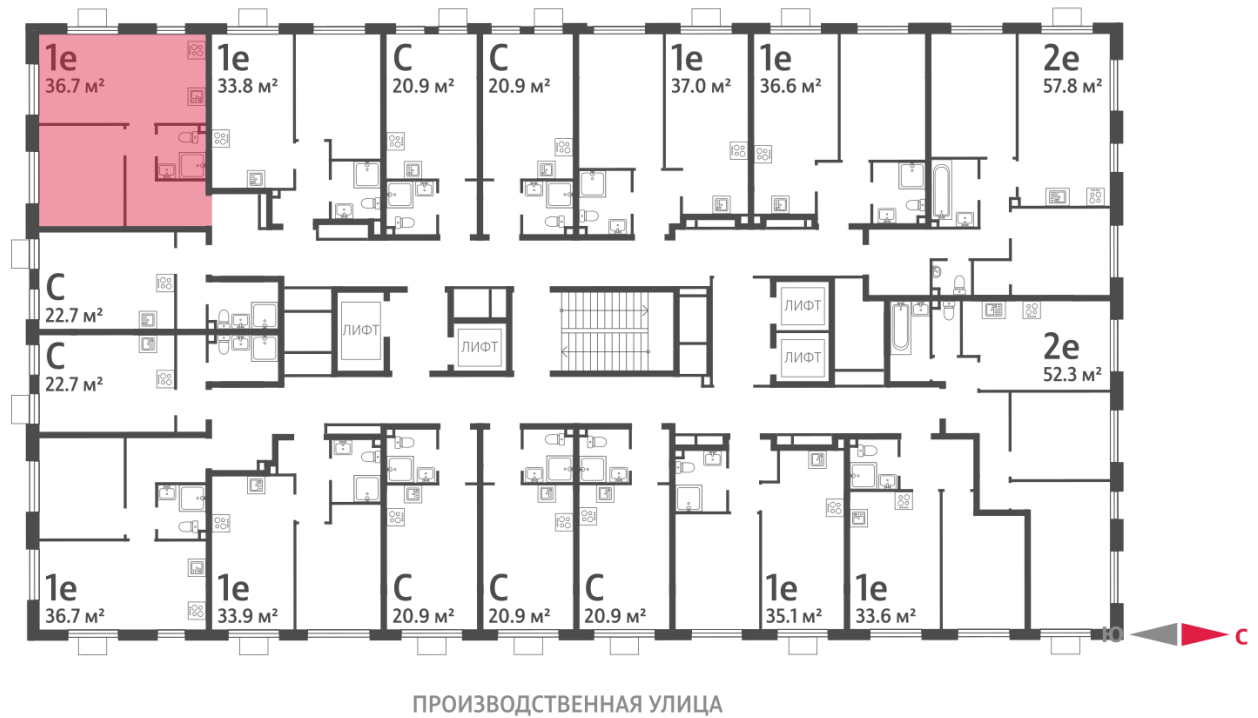 1е
36.7 м²
1е
33.8 м²
С
20.9 м²
С
20.9 м²
1е
37.0 м²
1е
36.6 м²
2е
57.8 м²
С
22.7 м²
ЛИФТ
ЛИФТ
ЛИФТ
ЛИФТ
С
22.7 м²
2е
52.3 м²
1е
36.7 м²
1е
33.9 м²
С
20.9 м²
С
20.9 м²
С
20.9 м²
1е
35.1 м²
1е
33.6 м²
Ю
С
ПРОИЗВОДСТВЕННАЯ УЛИЦА